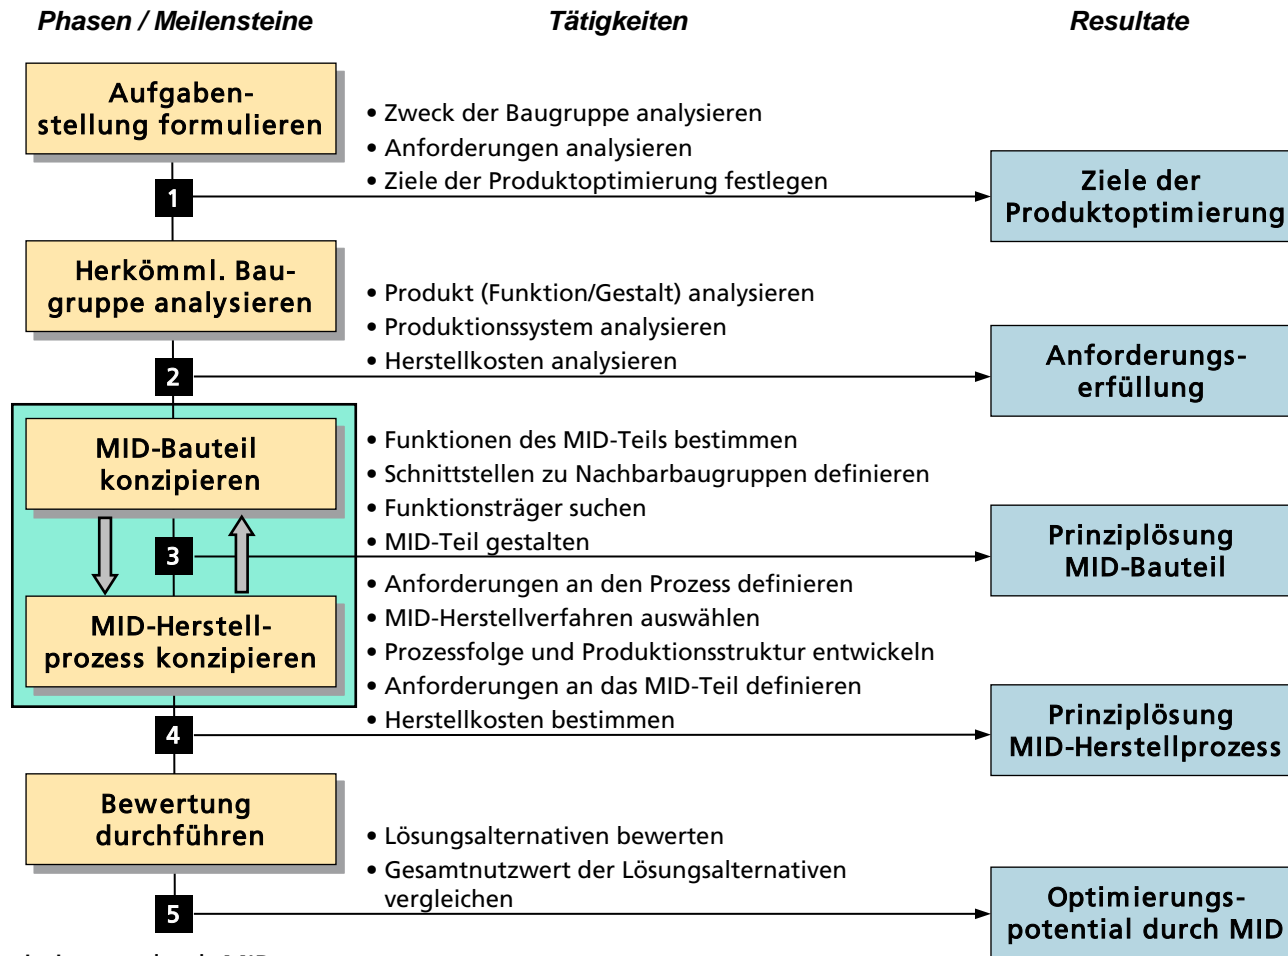 Phasen / Meilensteine
Tätigkeiten
Resultate
Aufgaben-
stellung formulieren
• Zweck der Baugruppe analysieren
• Anforderungen analysieren
• Ziele der Produktoptimierung festlegen
1
Ziele der
Produktoptimierung
Herkömml. Bau-
gruppe analysieren
• Produkt (Funktion/Gestalt) analysieren
• Produktionssystem analysieren
• Herstellkosten analysieren
2
Anforderungs-
erfüllung
MID-Bauteil
konzipieren
• Funktionen des MID-Teils bestimmen
• Schnittstellen zu Nachbarbaugruppen definieren
• Funktionsträger suchen
• MID-Teil gestalten
3
Prinziplösung
MID-Bauteil
MID-Herstell-
prozess konzipieren
• Anforderungen an den Prozess definieren
• MID-Herstellverfahren auswählen
• Prozessfolge und Produktionsstruktur entwickeln
• Anforderungen an das MID-Teil definieren
• Herstellkosten bestimmen
4
Prinziplösung
MID-Herstellprozess
Bewertung
durchführen
• Lösungsalternativen bewerten
• Gesamtnutzwert der Lösungsalternativen
vergleichen
5
Optimierungs-
potential durch MID